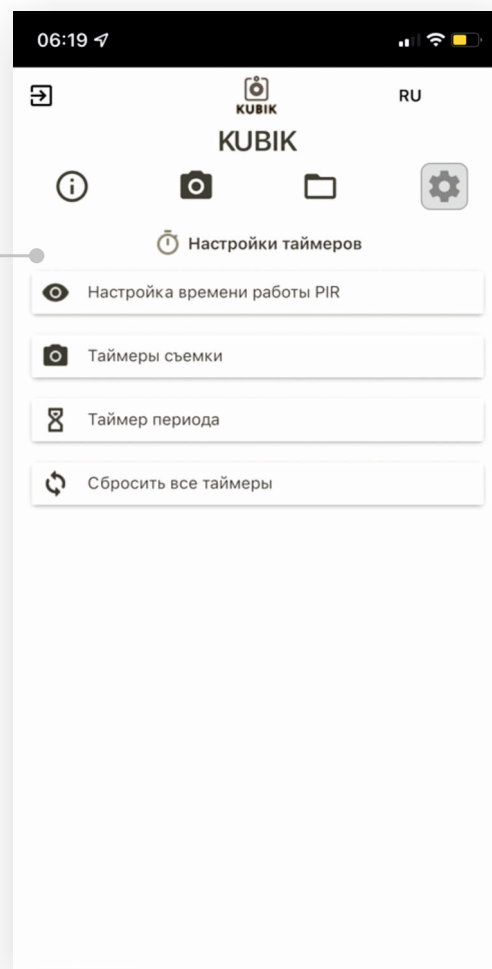 06:19
KUBIK
RU
KUBIK
Настройки таймеров
Настройка времени работы PIR
Таймеры съемки
Таймер периода
Сбросить все таймеры